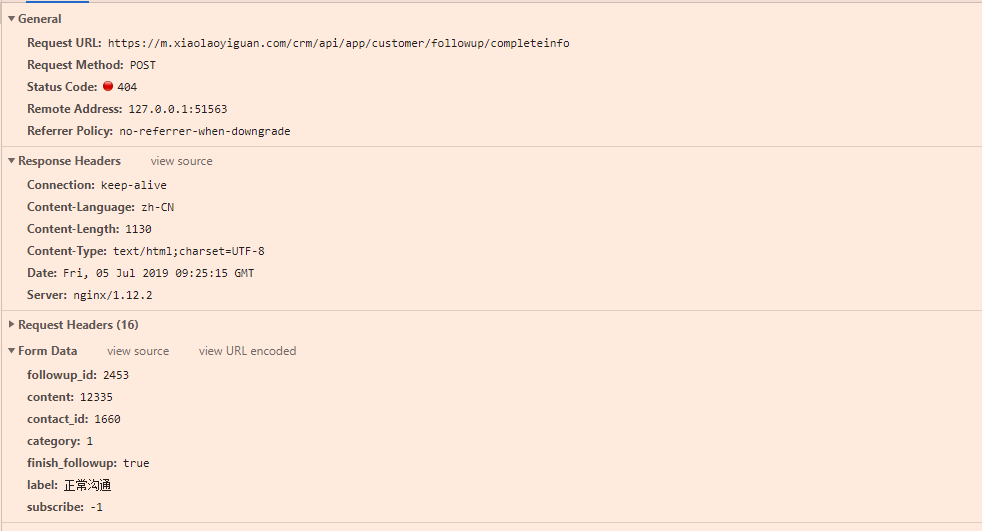 General
Request URL: https://m.xiaolaoyiguan.com/crm/api/app/customer/followup/completeinfo
Request Method: POST
Status Code: 404
Remote Address: 127.0.0.1:51563
Referrer Policy: no-referrer-when-downgrade
Response Headers view source
Connection: keep-alive
Content-Language: zh-CN
Content-Length: 1130
Content-Type: text/html;charset=UTF-8
Date: Fri, 05 Jul 2019 09:25:15 GMT
Server: nginx/1.12.2
Request Headers (16)
Form Data view source view URL encoded
followup_id: 2453
content: 12335
contact_id: 1660
category: 1
finish_followup: true
label: 正常沟通
subscribe: -1